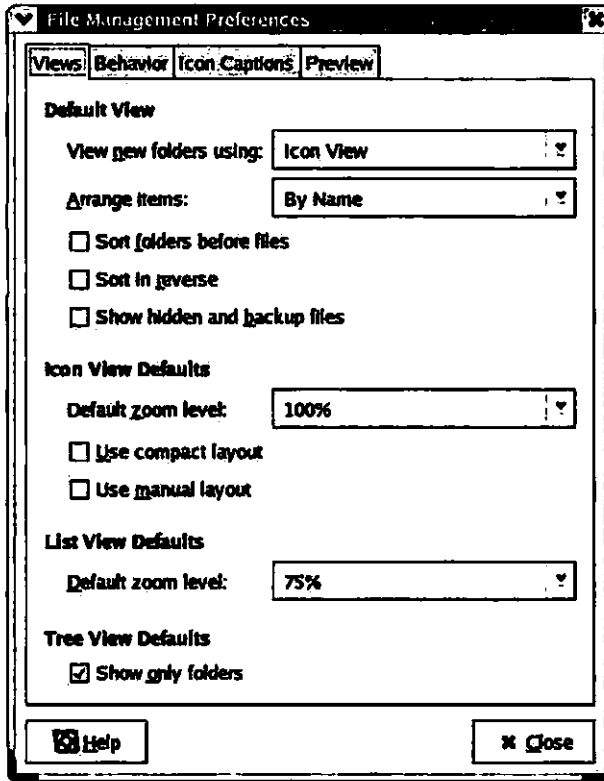 File Management Preferences
Views Behavior Icon Captions Preview
Default View
View new folders using: Icon View
Arrange items: By Name
Sort folders before files
Sort in reverse
Show hidden and backup files
Icon View Defaults
Default zoom level: 100%
Use compact layout
Use manual layout
List View Defaults
Default zoom level: 75%
Tree View Defaults
Show only folders
Help Close